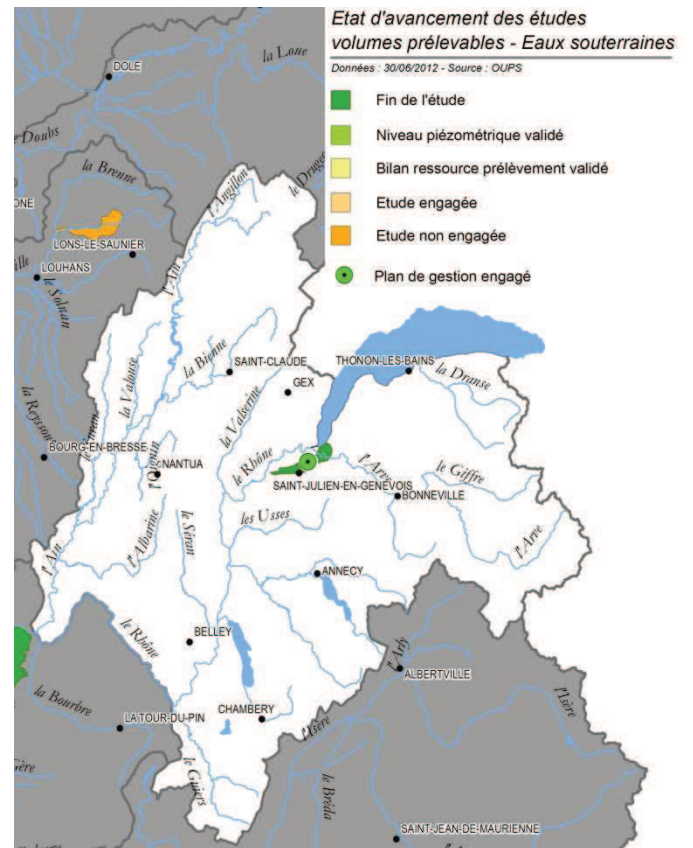 Etat d'avancement des études
volumes prélevables - Eaux souterraines
Données : 30/06/2012 - Source : OUPS
Fin de l'étude
Niveau piézométrique validé
Bilan ressource prélèvement validé
Etude engagée
Etude non engagée
Plan de gestion engagé
la Loue
DOLE
le Doubs
la Brenne
l'Angillon
ONE
LONS-LE-SAUNIER
LOUHANS
le Solnan
l'Ain
la Bienne
SAINT-CLAUDE
THONON-LES-BAINS
GEX
la Dranse
la Valouse
la Valserine
la Reyssouze
BOURG-EN-BRESSE
NANTUA
le Rhône
l'Arve
le Giffre
SAINT-JULIEN-EN-GENEVOIS
BONNEVILLE
les Usses
l'Albarine
le Séran
l'Arve
l'Ain
ANNECY
le Rhône
BELLEY
l'Arly
ALBERTVILLE
la Bourbre
CHAMBERY
LA TOUR-DU-PIN
l'Isère
l'Isère
le Guiers
le Bréda
SAINT-JEAN-DE-MAURIENNE